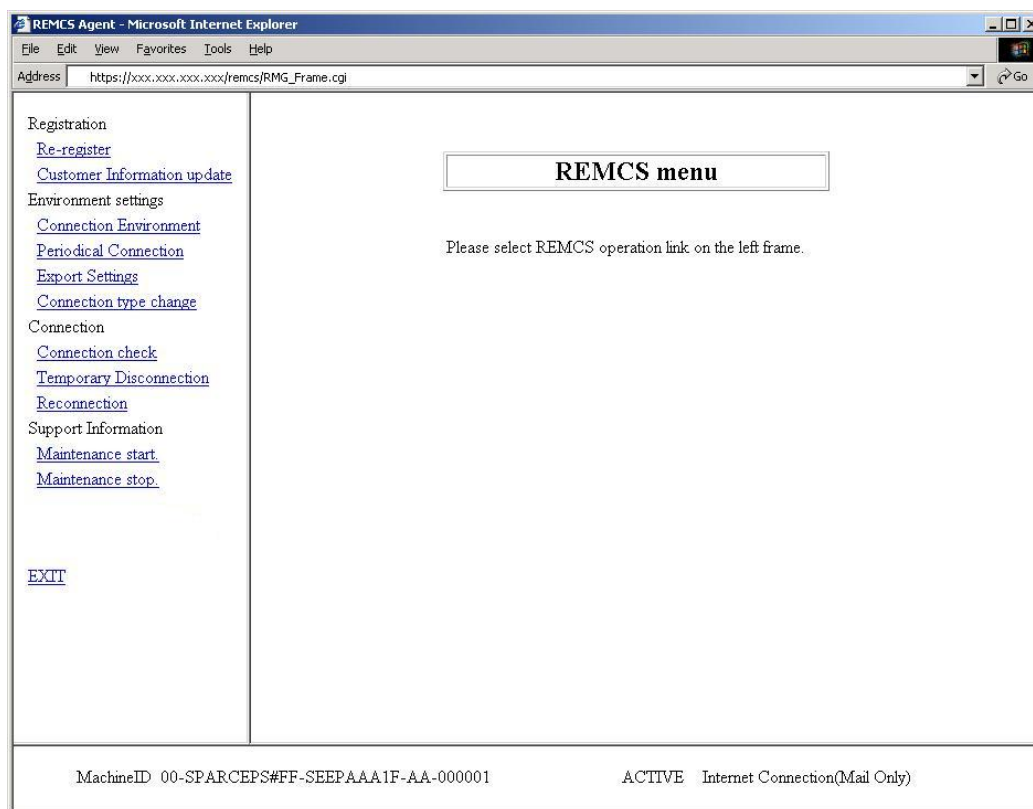 REMCS Agent - Microsoft Internet Explorer
File Edit View Favorites Tools Help
Address https://xxx.xxx.xxx.xxx/remcs/RMG_Frame.cgi Go
Registration
Re-register
Customer Information update
Environment settings
Connection Environment
Periodical Connection
Export Settings
Connection type change
Connection
Connection check
Temporary Disconnection
Reconnection
Support Information
Maintenance start.
Maintenance stop.
EXIT
REMCS menu
Please select REMCS operation link on the left frame.
MachineID 00-SPARCEPS#FF-SEEPAAA1F-AA-000001 ACTIVE Internet Connection(Mail Only)